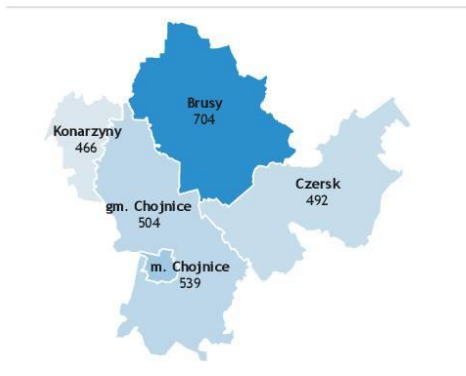 Brusy
704
Konarzyny
466
Czersk
492
gm. Chojnice
504
m. Chojnice
539